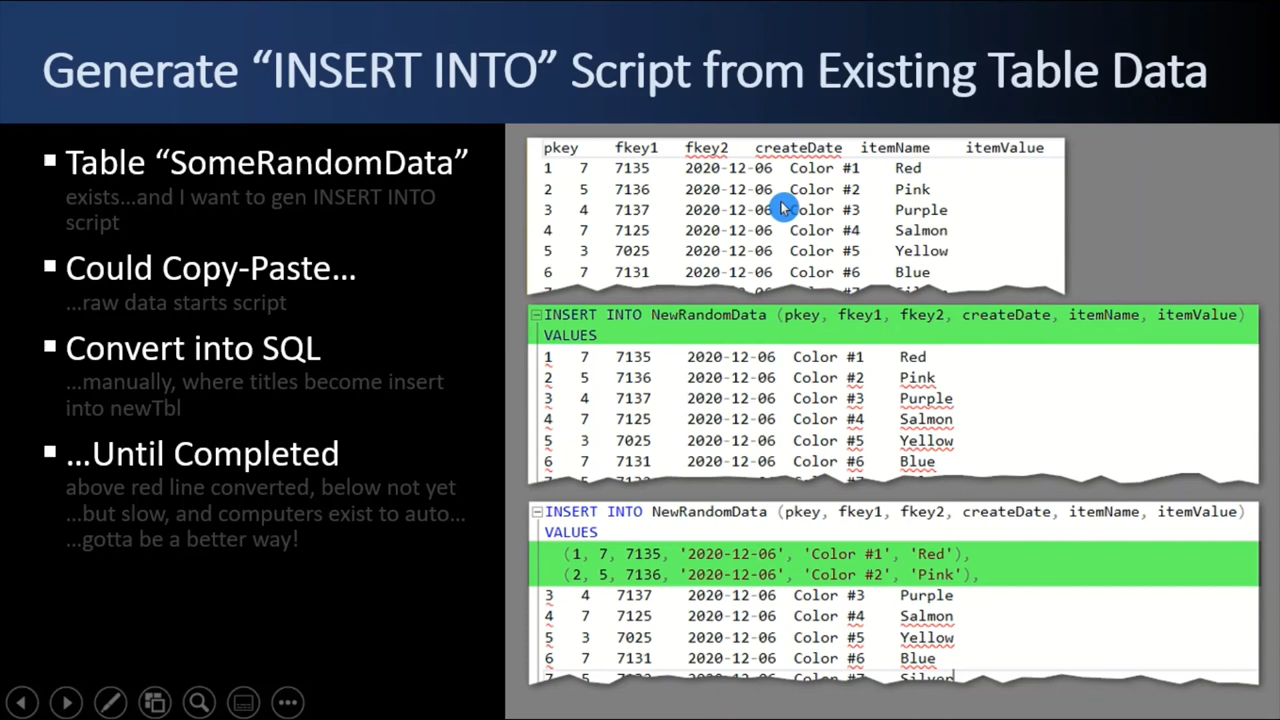 Generate “INSERT INTO” Script from Existing Table Data
▪ Table “SomeRandomData”
exists…and I want to gen INSERT INTO
script
▪ Could Copy-Paste…
…raw data starts script
▪ Convert into SQL
…manually, where titles become insert
into newTbl
▪ …Until Completed
above red line converted, below not yet
…but slow, and computers exist to auto…
…gotta be a better way!
pkey fkey1 fkey2 createDate itemName itemValue
1 7 7135 2020-12-06 Color #1 Red
2 5 7136 2020-12-06 Color #2 Pink
3 4 7137 2020-12-06 Color #3 Purple
4 7 7125 2020-12-06 Color #4 Salmon
5 3 7025 2020-12-06 Color #5 Yellow
6 7 7131 2020-12-06 Color #6 Blue
INSERT INTO NewRandomData (pkey, fkey1, fkey2, createDate, itemName, itemValue)
VALUES
1 7 7135 2020-12-06 Color #1 Red
2 5 7136 2020-12-06 Color #2 Pink
3 4 7137 2020-12-06 Color #3 Purple
4 7 7125 2020-12-06 Color #4 Salmon
5 3 7025 2020-12-06 Color #5 Yellow
6 7 7131 2020-12-06 Color #6 Blue
INSERT INTO NewRandomData (pkey, fkey1, fkey2, createDate, itemName, itemValue)
VALUES
(1, 7, 7135, '2020-12-06', 'Color #1', 'Red'),
(2, 5, 7136, '2020-12-06', 'Color #2', 'Pink'),
3 4 7137 2020-12-06 Color #3 Purple
4 7 7125 2020-12-06 Color #4 Salmon
5 3 7025 2020-12-06 Color #5 Yellow
6 7 7131 2020-12-06 Color #6 Blue
7 5 2020-12-06 Color #7 Silver